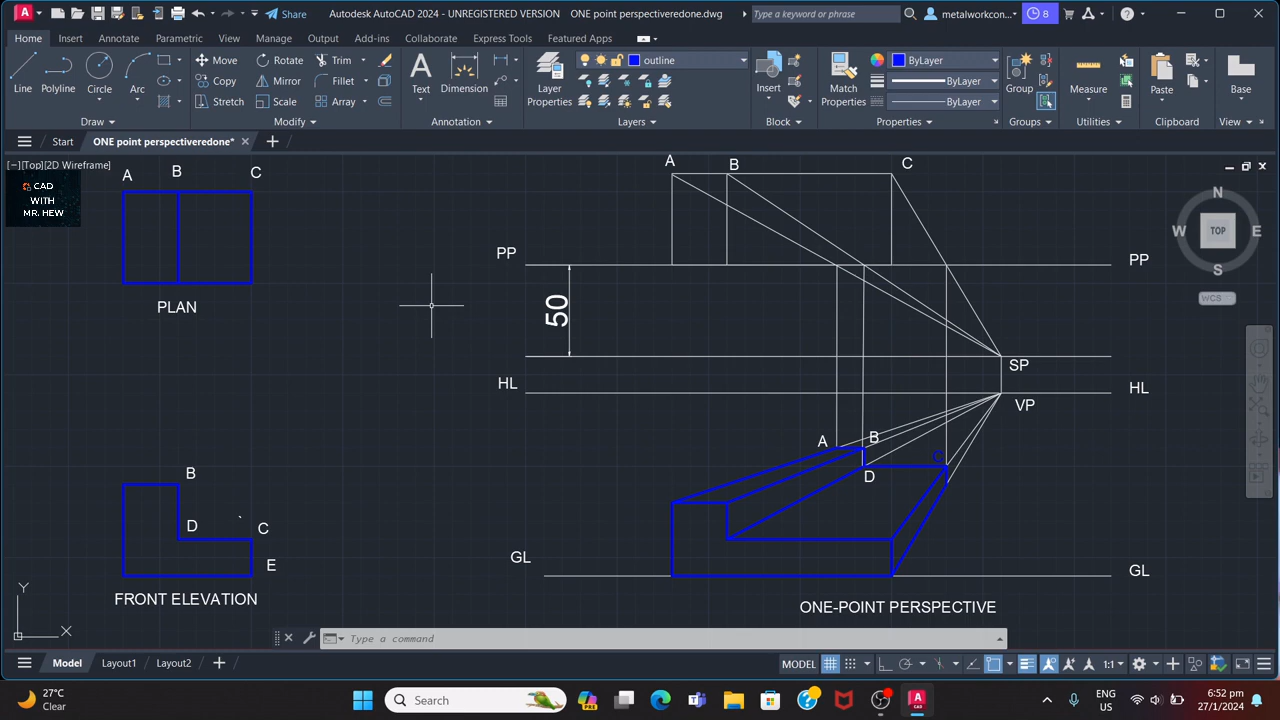 Share
Autodesk AutoCAD 2024 - UNREGISTERED VERSION
ONE point perspectiveredone.dwg
Type a keyword or phrase
metalworkcon...
8
Home
Insert
Annotate
Parametric
View
Manage
Output
Add-ins
Collaborate
Express Tools
Featured Apps
Line
Polyline
Circle
Arc
Move
Rotate
Trim
Copy
Mirror
Fillet
Stretch
Scale
Array
Text
Dimension
Layer
Properties
outline
Insert
Match
Properties
ByLayer
ByLayer
ByLayer
Group
Measure
Paste
Base
Draw
Modify
Annotation
Layers
Block
Properties
Groups
Utilities
Clipboard
View
Start
ONE point perspectiveredone*
[−][Top][2D Wireframe]
CAD
WITH
MR. HEW
A
B
C
PLAN
A
B
C
PP
PP
50
SP
HL
HL
VP
A
B
C
D
B
D
C
E
GL
GL
FRONT ELEVATION
ONE-POINT PERSPECTIVE
N
W
TOP
E
S
WCS
Y
X
Type a command
Model
Layout1
Layout2
MODEL
1:1
27°C
Clear
Search
PRE
ENG
US
6:52 pm
27/1/2024